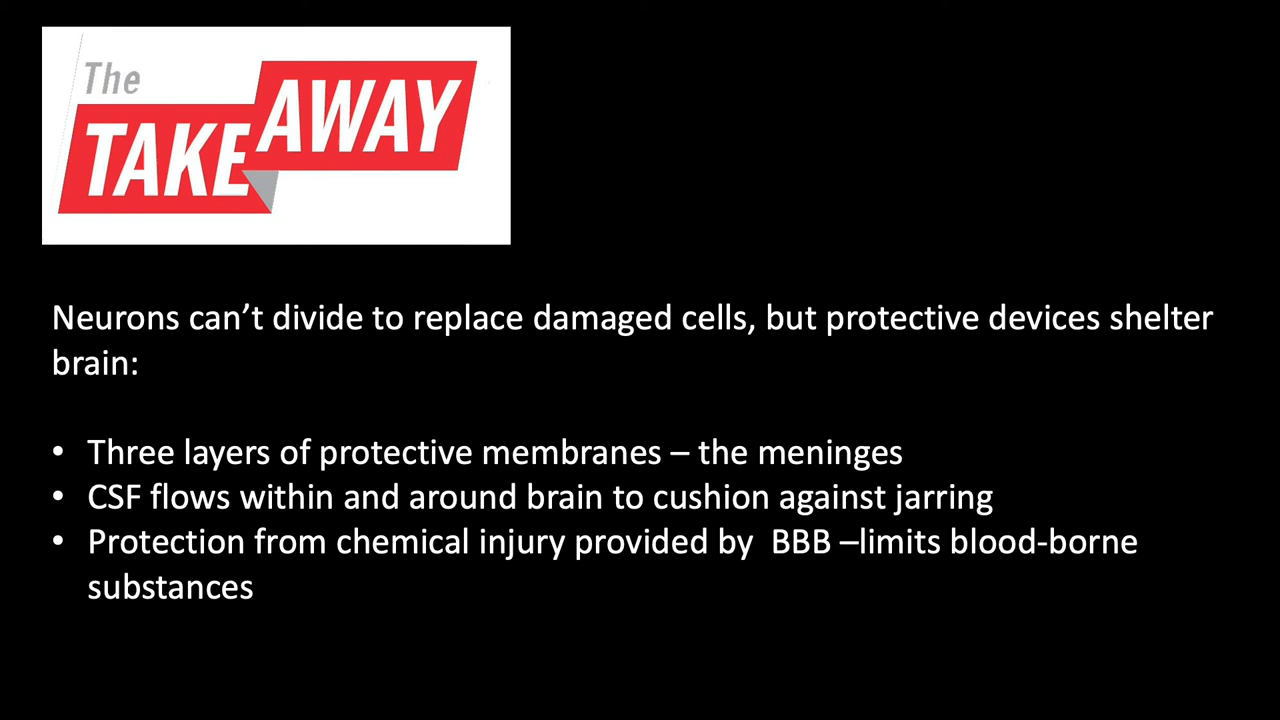 The
TAKE AWAY
Neurons can’t divide to replace damaged cells, but protective devices shelter
brain:
• Three layers of protective membranes – the meninges
• CSF flows within and around brain to cushion against jarring
• Protection from chemical injury provided by  BBB –limits blood-borne
substances